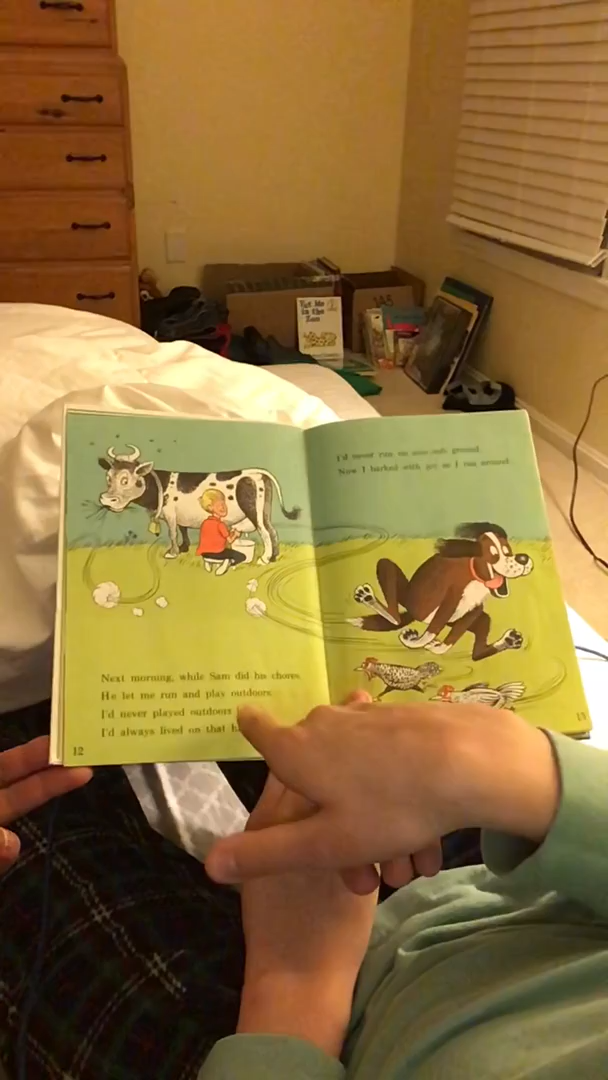 Put Me
in the
Zoo
I'd never run on
ground.
Now I barked with joy as I ran around.
Next morning, while Sam did his chores,
He let me run and play outdoors.
I'd never played outdoors
I'd always lived on that
12
13